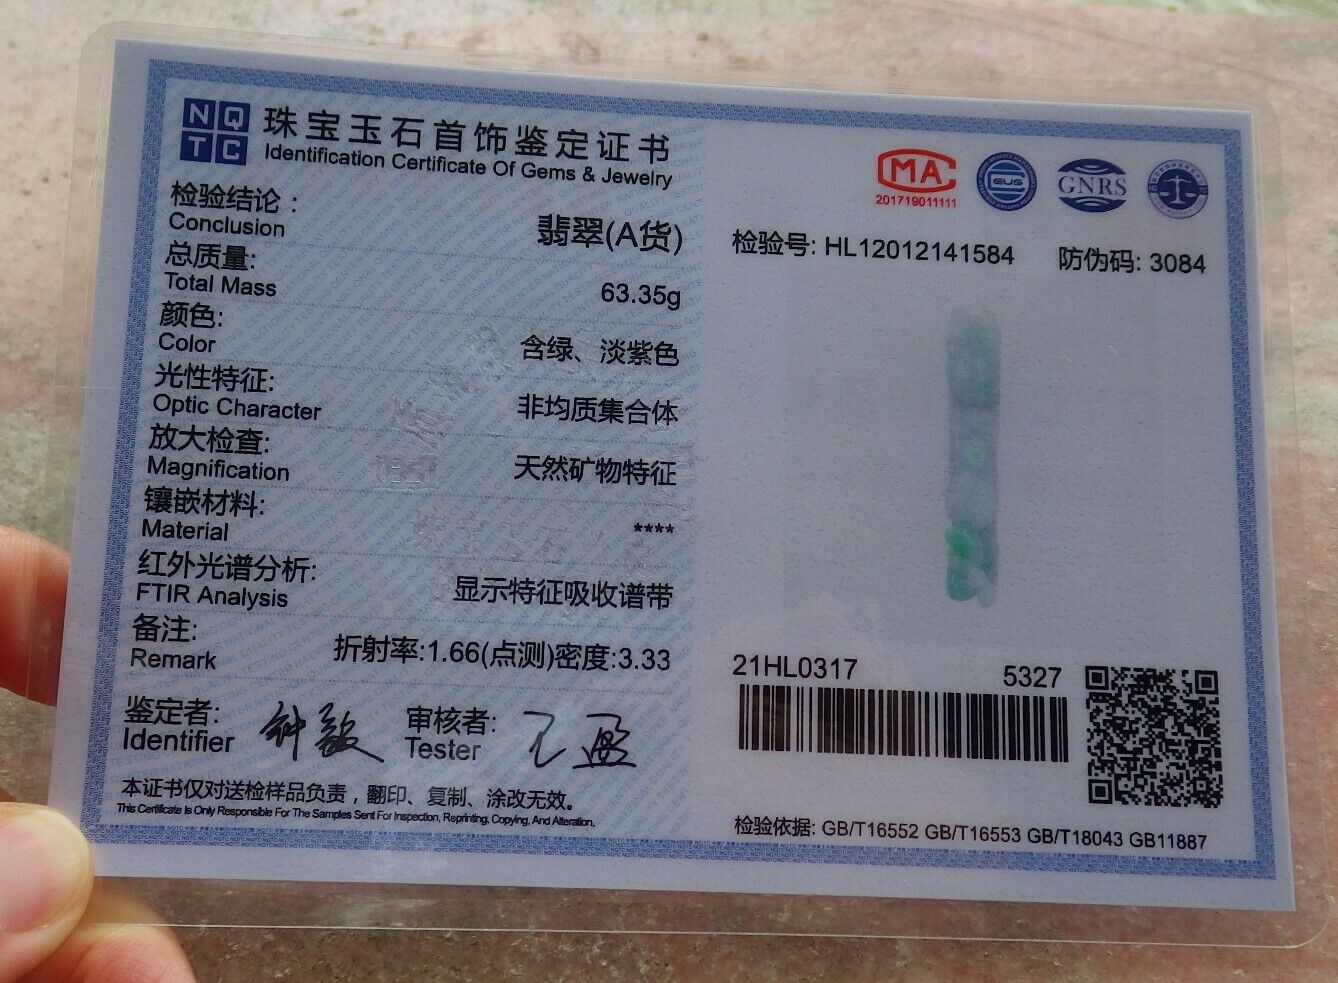 NQTC
珠宝玉石首饰鉴定证书
Identification Certificate Of Gems & Jewelry
检验结论：
Conclusion
翡翠(A货)
总质量:
Total Mass
63.35g
颜色:
Color
含绿、淡紫色
光性特征:
Optic Character
非均质集合体
放大检查:
Magnification
天然矿物特征
镶嵌材料:
Material
****
红外光谱分析:
FTIR Analysis
显示特征吸收谱带
备注:
Remark
折射率:1.66(点测)密度:3.33
鉴定者:
Identifier
审核者:
Tester
本证书仅对送检样品负责，翻印、复制、涂改无效。
This Certificate Is Only Responsible For The Samples Sent For Inspection, Reprinting, Copying, And Alteration.
CMA
201719011111
EUS
GNRS
检验号: HL12012141584 防伪码: 3084
21HL0317 5327
检验依据: GB/T16552 GB/T16553 GB/T18043 GB11887